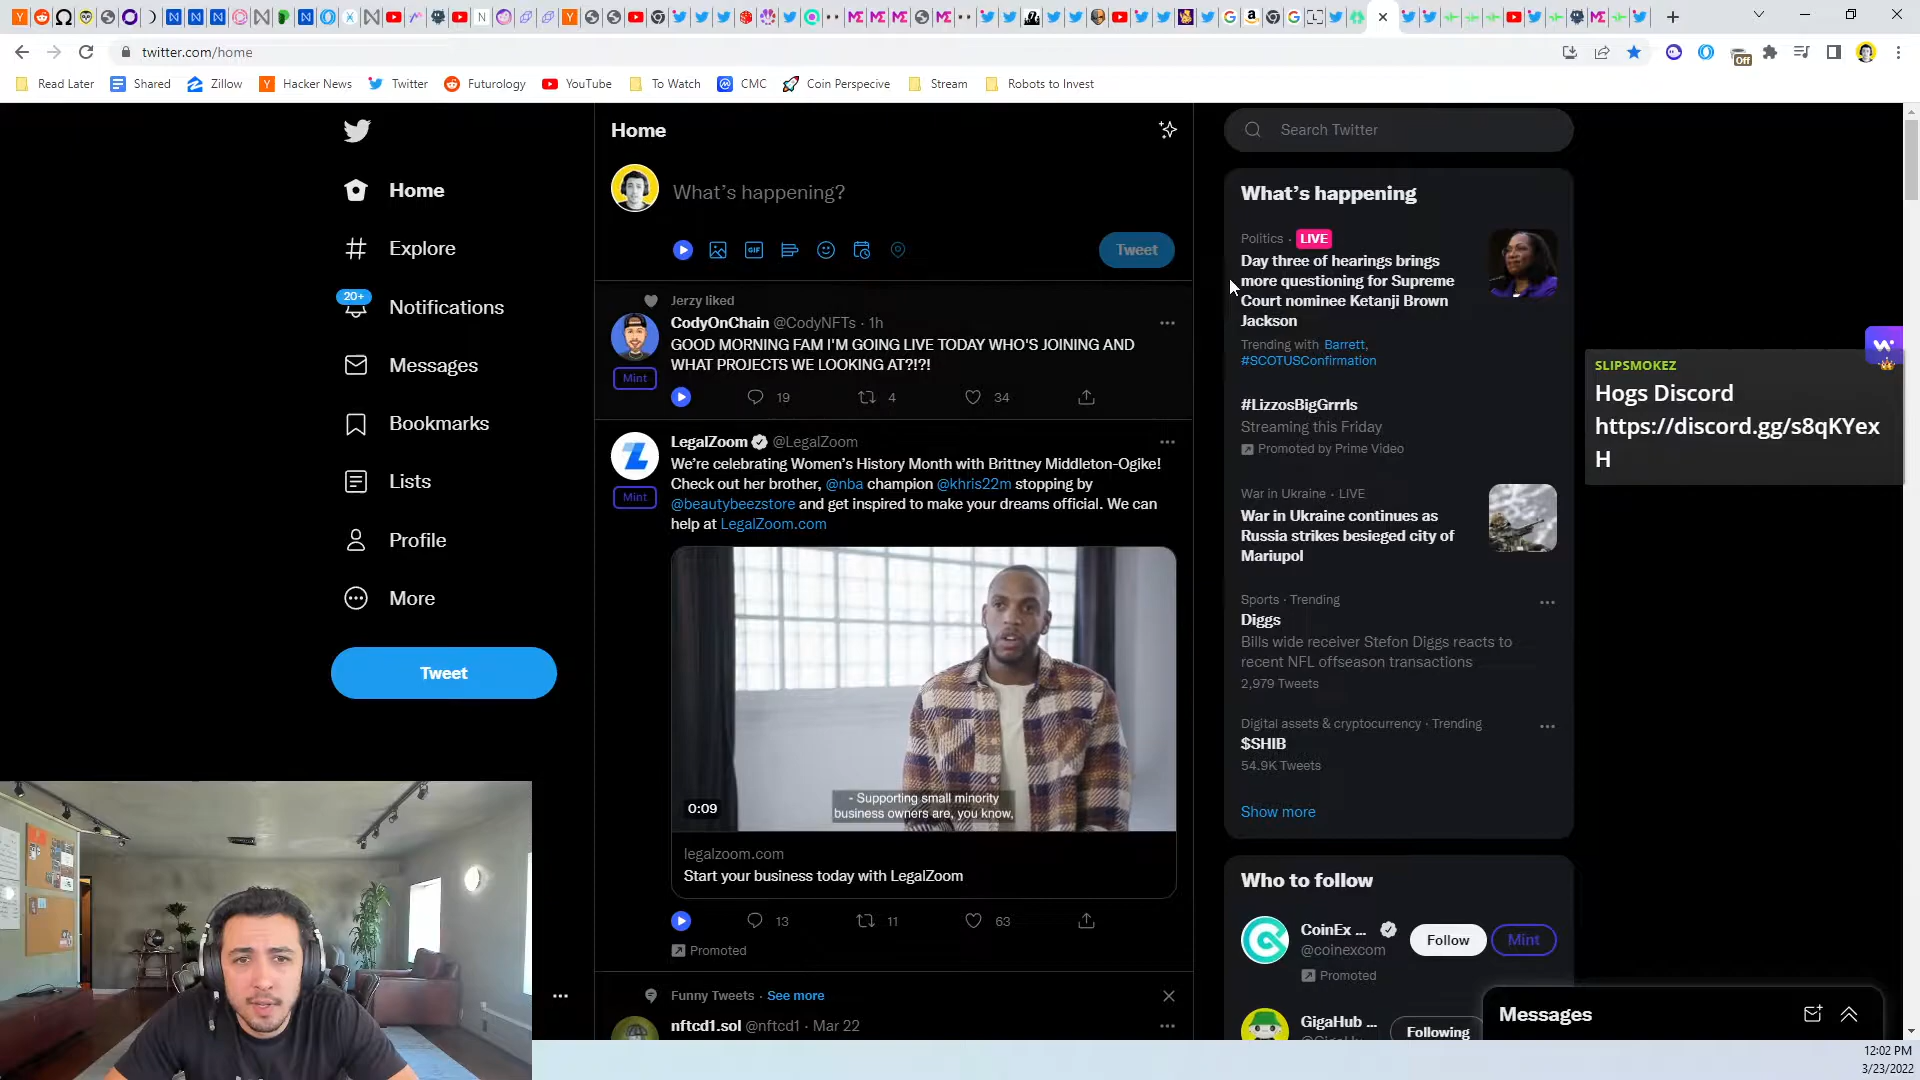 twitter.com/home
Off
Read Later
Shared
Zillow
Hacker News
Twitter
Futurology
YouTube
To Watch
CMC
Coin Perspecive
Stream
Robots to Invest
Home
Explore
20+
Notifications
Messages
Bookmarks
Lists
Profile
More
Tweet
Home
What's happening?
GIF
Tweet
Jerzy liked
CodyOnChain @CodyNFTs · 1h
GOOD MORNING FAM I'M GOING LIVE TODAY WHO'S JOINING AND
WHAT PROJECTS WE LOOKING AT?!?!
Mint
19
4
34
LegalZoom @LegalZoom
We're celebrating Women's History Month with Brittney Middleton-Ogike!
Check out her brother, @nba champion @khris22m stopping by
Mint
@beautybeezstore and get inspired to make your dreams official. We can
help at LegalZoom.com
- Supporting small minority
business owners are, you know,
0:09
legalzoom.com
Start your business today with LegalZoom
13
11
63
Promoted
Funny Tweets · See more
nftcd1.sol @nftcd1 · Mar 22
Search Twitter
What's happening
Politics · LIVE
Day three of hearings brings
more questioning for Supreme
Court nominee Ketanji Brown
Jackson
Trending with Barrett,
#SCOTUSConfirmation
#LizzosBigGrrrls
Streaming this Friday
Promoted by Prime Video
War in Ukraine · LIVE
War in Ukraine continues as
Russia strikes besieged city of
Mariupol
Sports · Trending
Diggs
Bills wide receiver Stefon Diggs reacts to
recent NFL offseason transactions
2,979 Tweets
Digital assets & cryptocurrency · Trending
$SHIB
54.9K Tweets
Show more
Who to follow
CoinEx ...
@coinexcom
Follow
Mint
Promoted
GigaHub ...
Following
Messages
SLIPSMOKEZ
Hogs Discord
https://discord.gg/s8qKYex
H
12:02 PM
3/23/2022